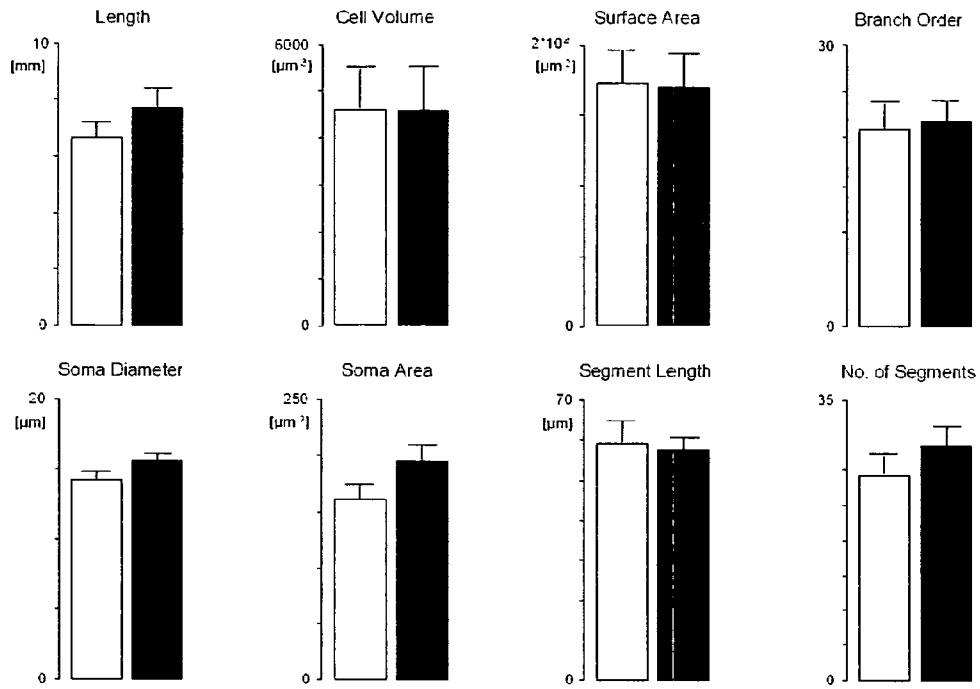 Length
10
[mm]
0
Cell Volume
6000
[µm³]
0
Surface Area
2*10⁴
[µm²]
0
Branch Order
30
0
Soma Diameter
20
[µm]
0
Soma Area
250
[µm²]
0
Segment Length
70
[µm]
0
No. of Segments
35
0